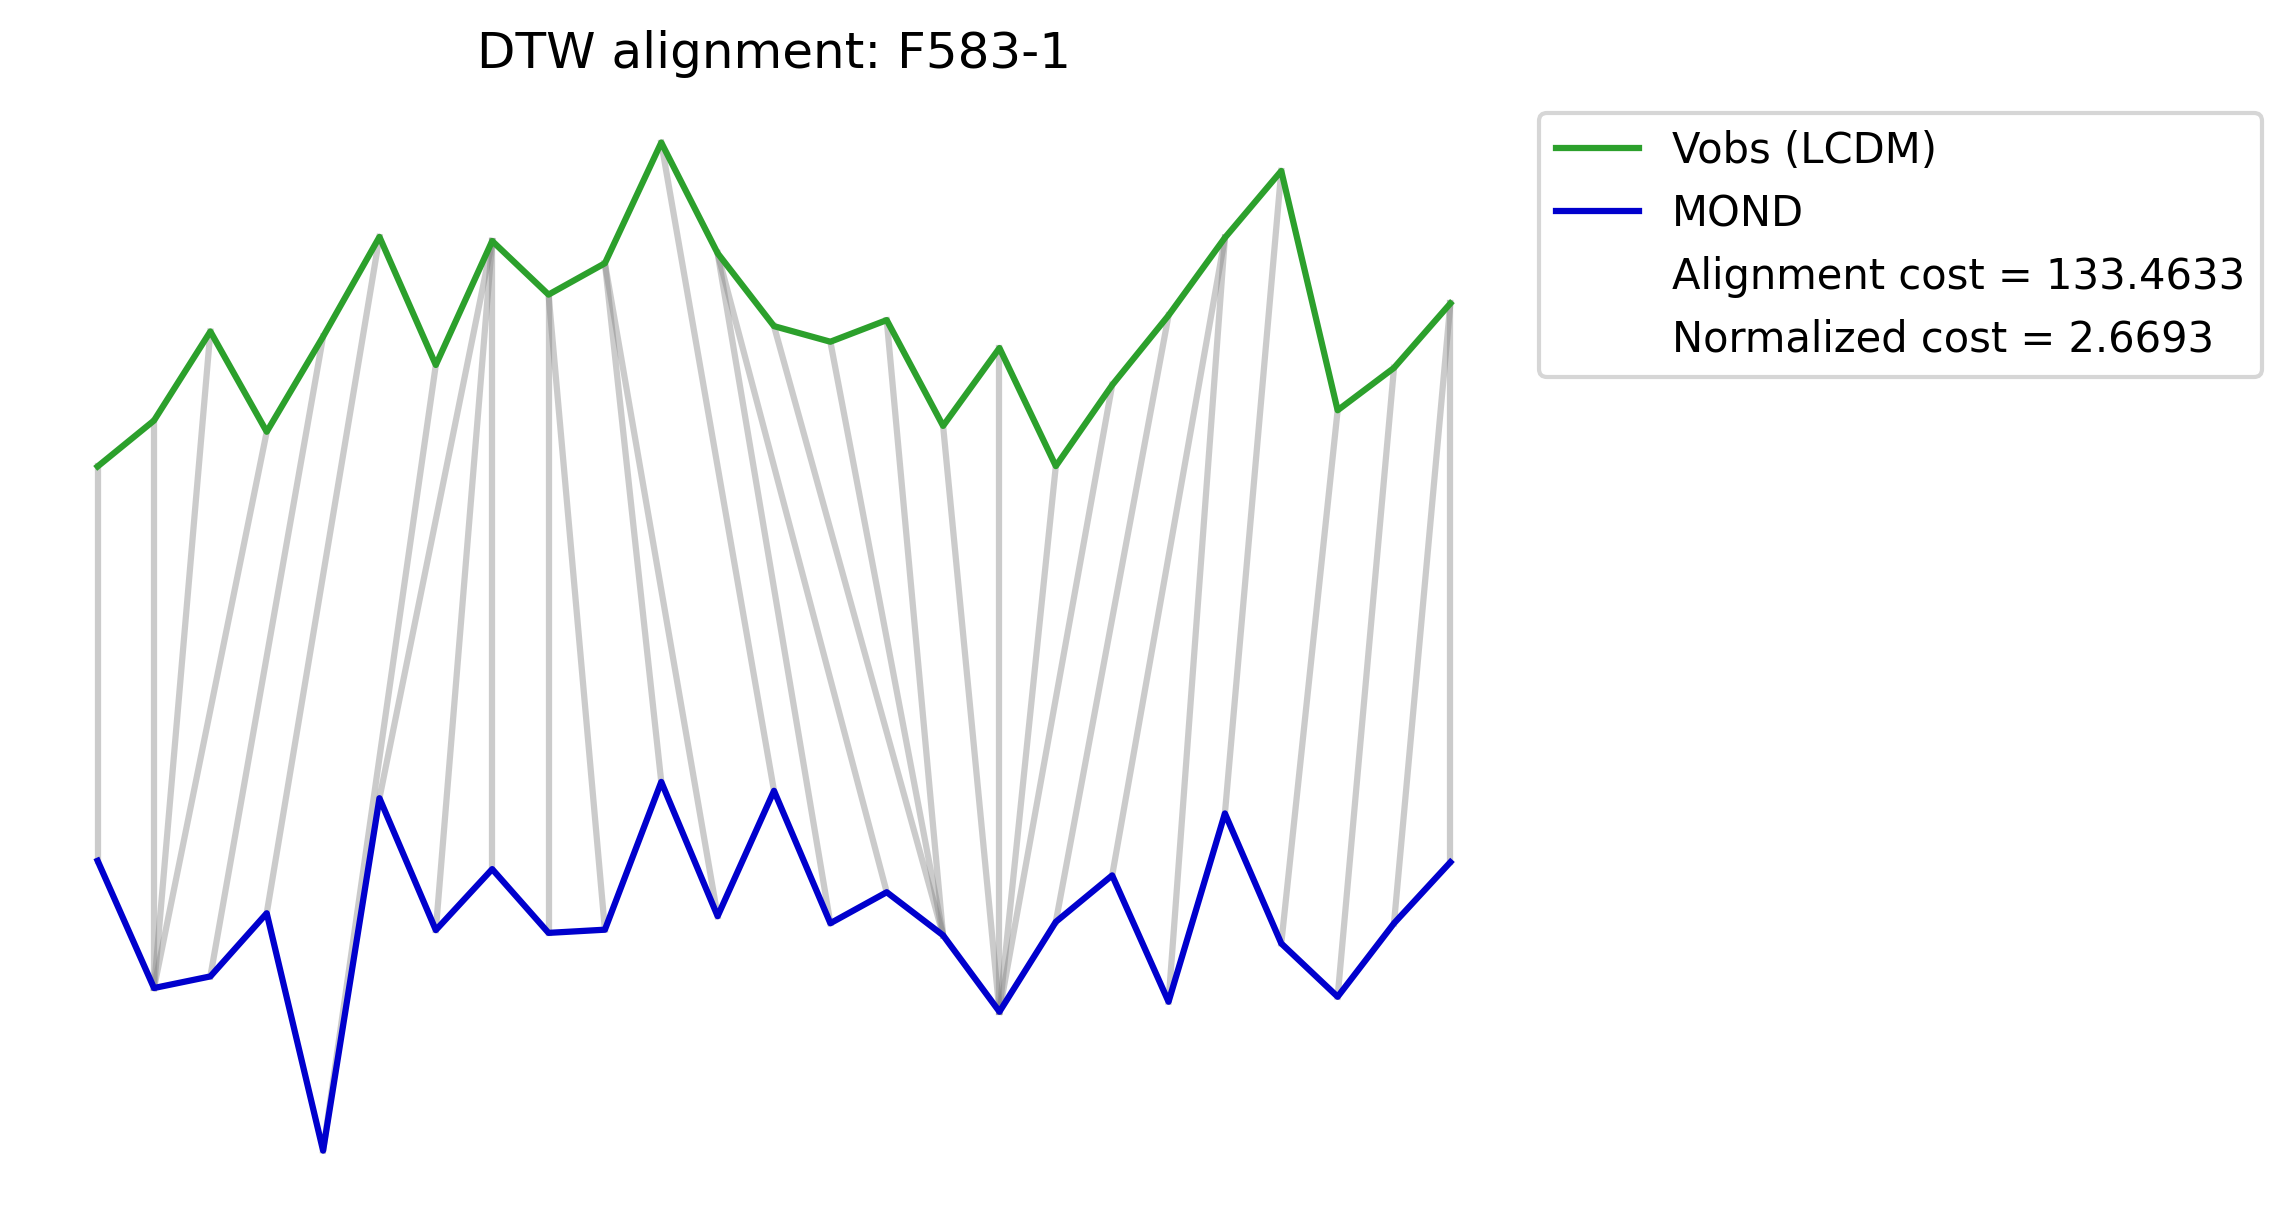 DTW alignment: F583-1
Vobs (LCDM)
MOND
Alignment cost = 133.4633
Normalized cost = 2.6693